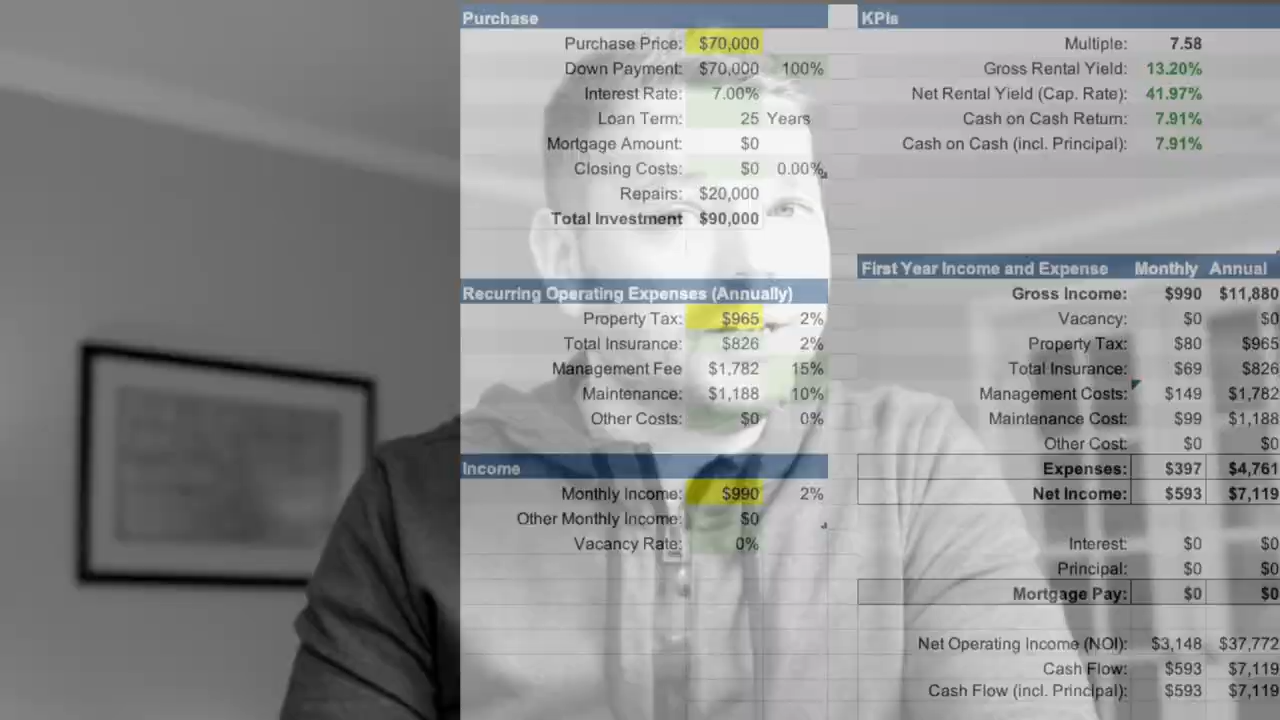 Purchase
Purchase Price: $70,000
Down Payment: $70,000 100%
Interest Rate: 7.00%
Loan Term: 25 Years
Mortgage Amount: $0
Closing Costs: $0 0.00%
Repairs: $20,000
Total Investment $90,000
Recurring Operating Expenses (Annually)
Property Tax: $965 2%
Total Insurance: $826 2%
Management Fee $1,782 15%
Maintenance: $1,188 10%
Other Costs: $0 0%
Income
Monthly Income: $990 2%
Other Monthly Income: $0
Vacancy Rate: 0%
KPIs
Multiple: 7.58
Gross Rental Yield: 13.20%
Net Rental Yield (Cap. Rate): 41.97%
Cash on Cash Return: 7.91%
Cash on Cash (incl. Principal): 7.91%
First Year Income and Expense Monthly Annual
Gross Income: $990 $11,880
Vacancy: $0 $0
Property Tax: $80 $965
Total Insurance: $69 $826
Management Costs: $149 $1,782
Maintenance Cost: $99 $1,188
Other Cost: $0 $0
Expenses: $397 $4,761
Net Income: $593 $7,119
Interest: $0 $0
Principal: $0 $0
Mortgage Pay: $0 $0
Net Operating Income (NOI): $3,148 $37,772
Cash Flow: $593 $7,119
Cash Flow (incl. Principal): $593 $7,119